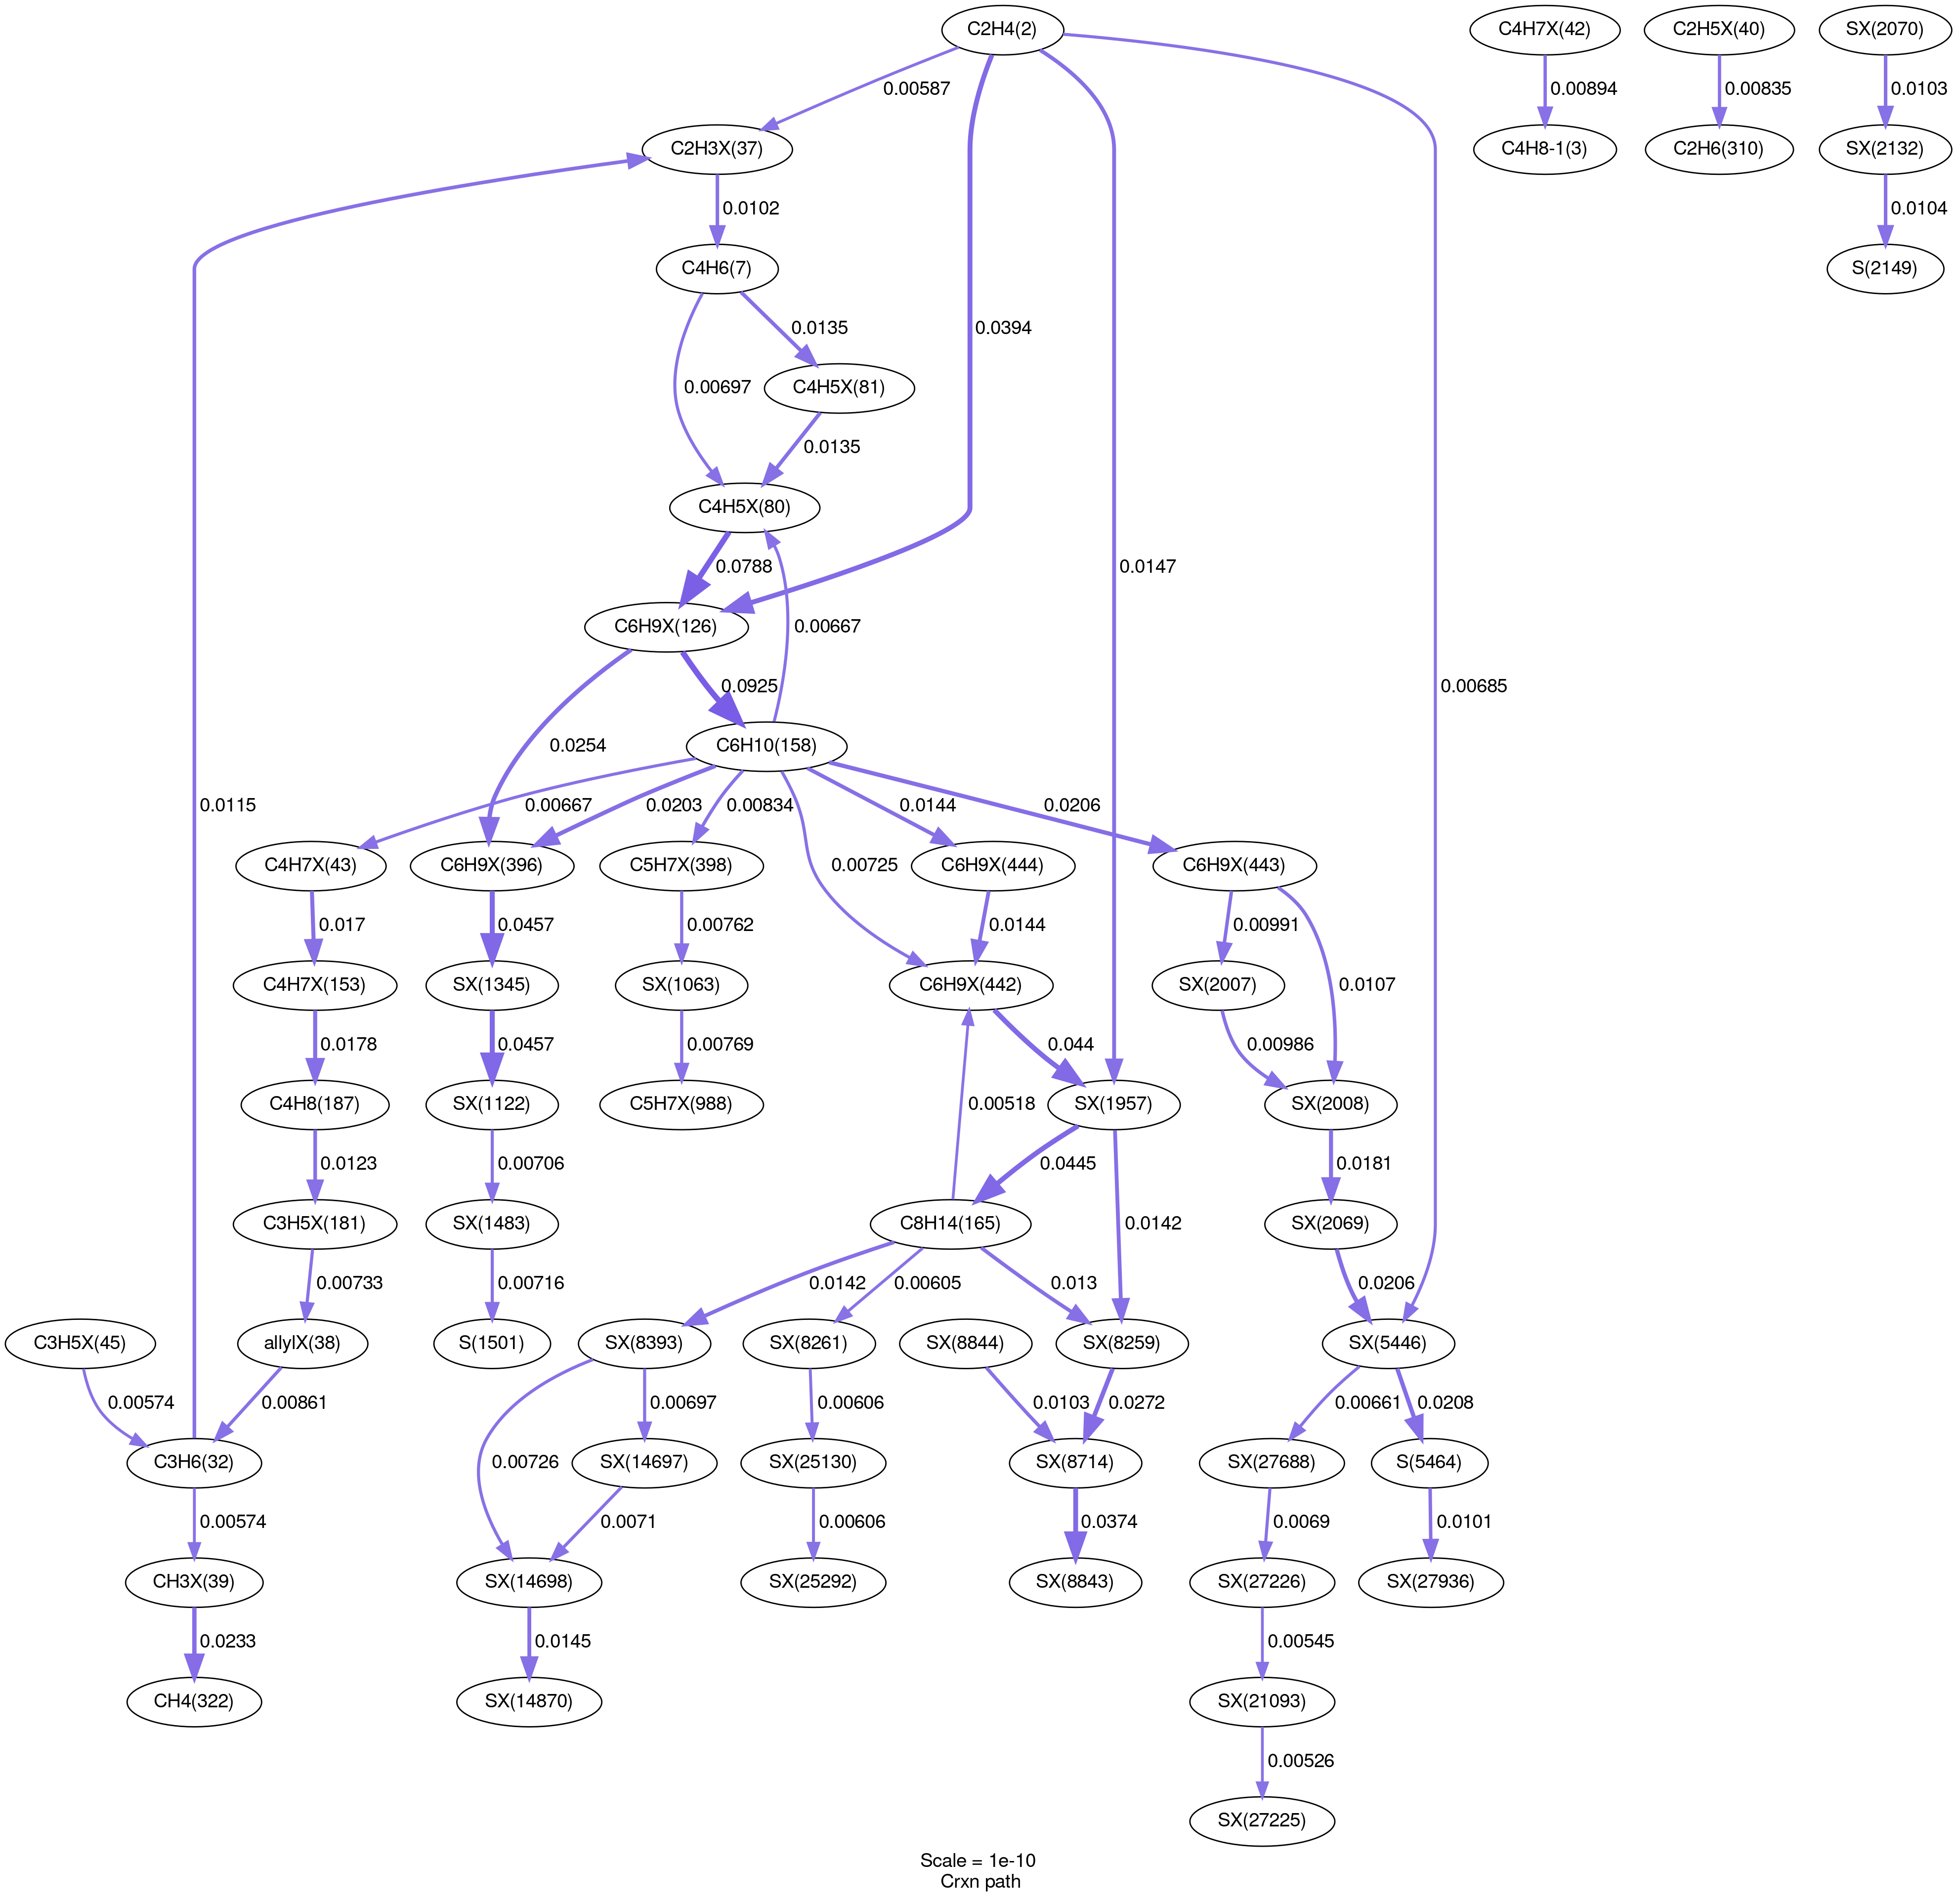 C2H4(2)
C4H7X(42)
C2H5X(40)
SX(2070)
0.00587
0.00894
0.00835
0.0103
C2H3X(37)
C4H8-1(3)
C2H6(310)
SX(2132)
0.0102
0.0104
C4H6(7)
S(2149)
0.0394
0.0135
0.00697
C4H5X(81)
0.0135
C4H5X(80)
0.0788
0.0147
C6H9X(126)
0.00667
0.0925
0.00685
0.0254
C6H10(158)
0.0115
0.00667
0.0203
0.00834
0.0144
0.0206
C4H7X(43)
C6H9X(396)
C5H7X(398)
0.00725
C6H9X(444)
C6H9X(443)
0.017
0.0457
0.00762
0.0144
0.00991
0.0107
C4H7X(153)
SX(1345)
SX(1063)
C6H9X(442)
SX(2007)
0.0178
0.0457
0.00769
0.044
0.00986
C4H8(187)
SX(1122)
C5H7X(988)
0.00518
SX(1957)
SX(2008)
0.0123
0.00706
0.0445
0.0181
C3H5X(181)
SX(1483)
C8H14(165)
0.0142
SX(2069)
0.00733
0.00716
0.0142
0.00605
0.013
0.0206
C3H5X(45)
allylX(38)
S(1501)
SX(8393)
SX(8261)
SX(8844)
SX(8259)
SX(5446)
0.00574
0.00861
0.00697
0.00606
0.0103
0.0272
0.00661
0.0208
C3H6(32)
0.00726
SX(14697)
SX(25130)
SX(8714)
SX(27688)
S(5464)
0.00574
0.0071
0.00606
0.0374
0.0069
0.0101
CH3X(39)
SX(14698)
SX(25292)
SX(8843)
SX(27226)
SX(27936)
0.0233
0.0145
0.00545
CH4(322)
SX(14870)
SX(21093)
0.00526
SX(27225)
Scale = 1e-10
Crxn path